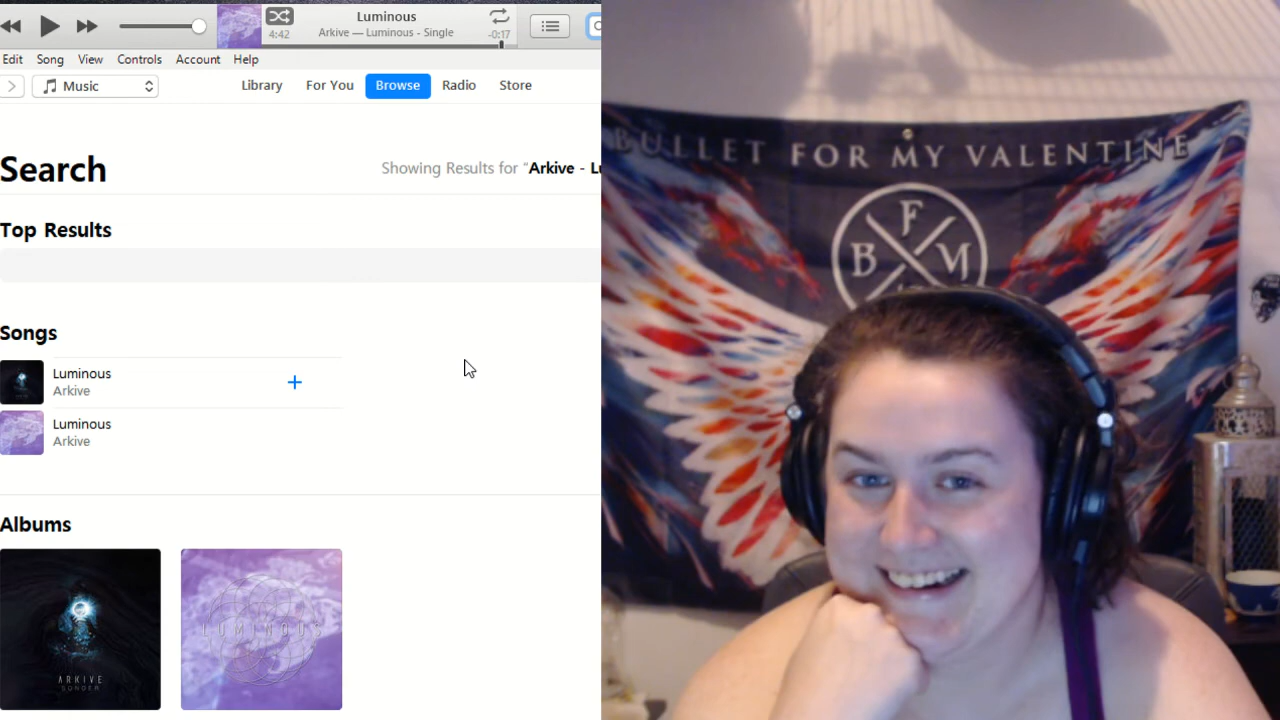 Luminous
4:42
Arkive — Luminous - Single
-0:17
Edit Song View Controls Account Help
Music
Library For You Browse Radio Store
Search
Showing Results for “Arkive - Lu
Top Results
Songs
Luminous
Arkive
Luminous
Arkive
Albums
ARKIVE
SONDER
LUMINOUS
BULLET FOR MY VALENTINE
F
B M
V